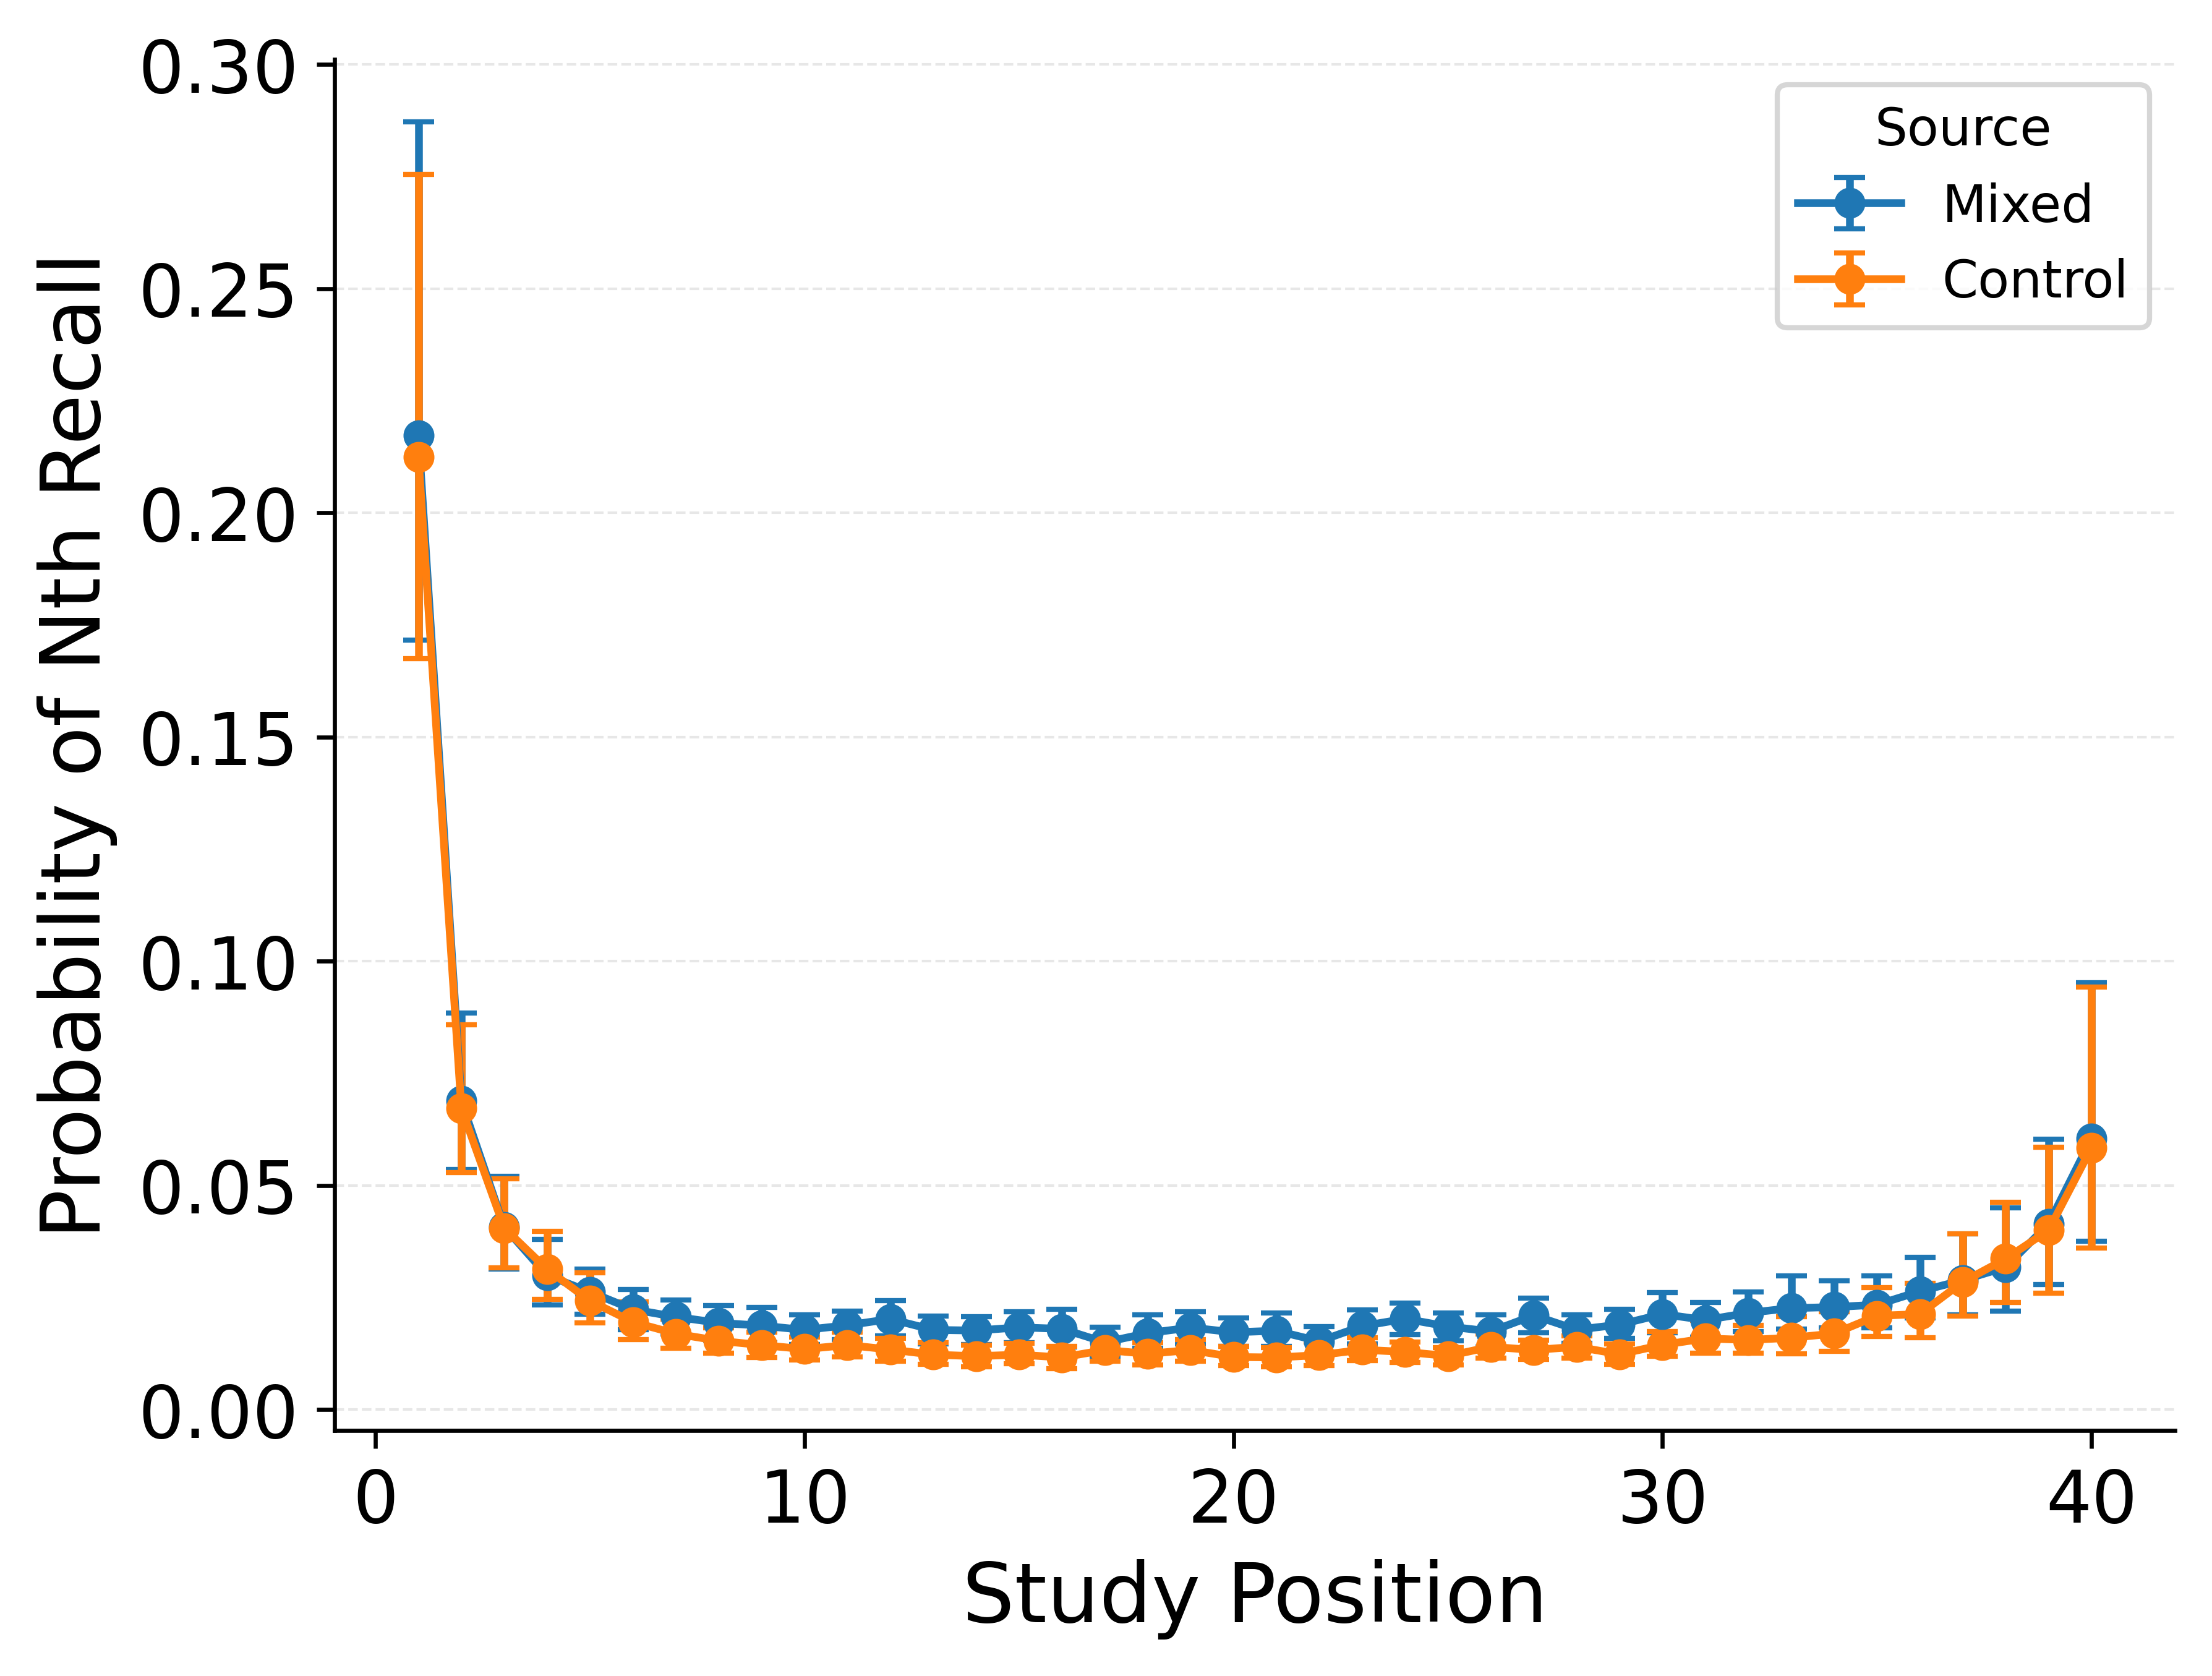 0.30
0.25
0.20
0.15
0.10
0.05
0.00
Probability of Nth Recall
0 10 20 30 40
Study Position
Source
Mixed
Control